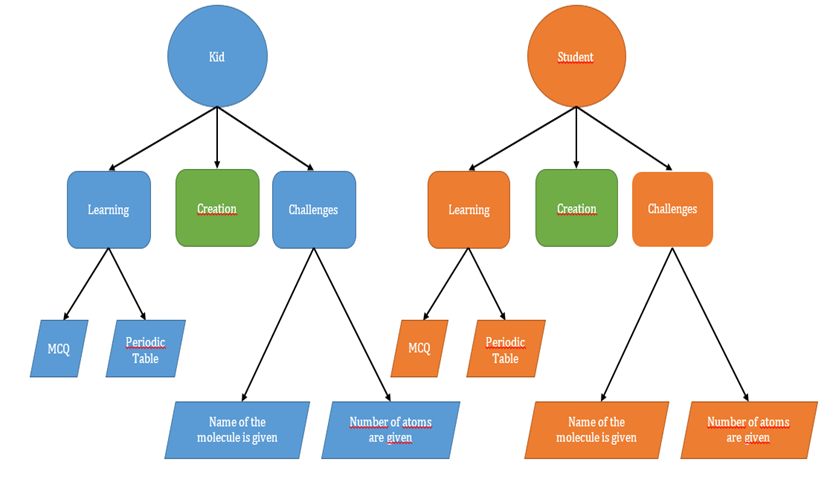 Kid
Student
Learning
Creation
Challenges
Learning
Creation
Challenges
MCQ
Periodic
Table
MCQ
Periodic
Table
Name of the
molecule is given
Number of atoms
are given
Name of the
molecule is given
Number of atoms
are given